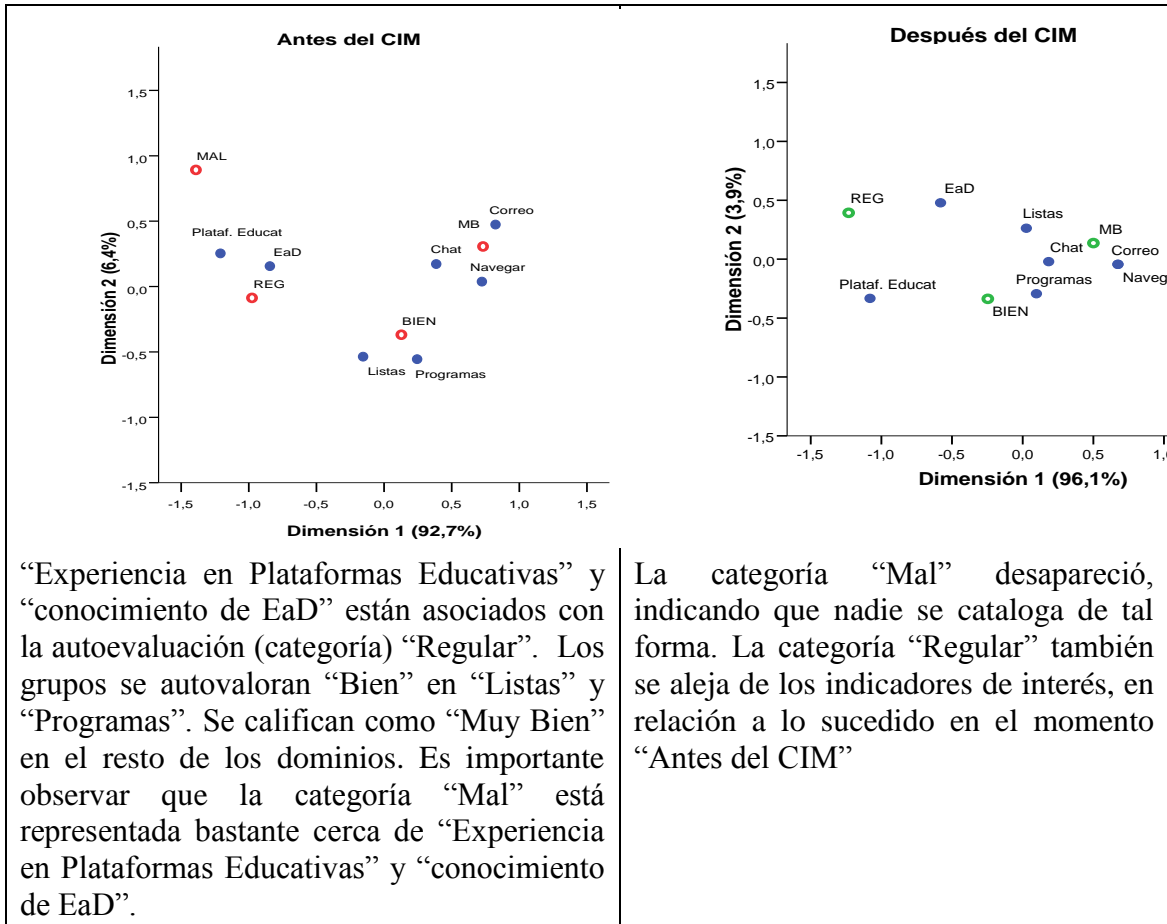 Antes del CIM
1,5
1,0
0,5
0,0
-0,5
-1,0
-1,5
Dimensión 2 (6,4%)
MAL
Correo
MB
Plataf. Educat
EaD
Chat
Navegar
REG
BIEN
Listas
Programas
-1,5 -1,0 -0,5 0,0 0,5 1,0 1,5
Dimensión 1 (92,7%)
“Experiencia en Plataformas Educativas” y
“conocimiento de EaD” están asociados con
la autoevaluación (categoría) “Regular”. Los
grupos se autovaloran “Bien” en “Listas” y
“Programas”. Se califican como “Muy Bien”
en el resto de los dominios. Es importante
observar que la categoría “Mal” está
representada bastante cerca de “Experiencia
en Plataformas Educativas” y “conocimiento
de EaD”.
Después del CIM
1,5
1,0
0,5
0,0
-0,5
-1,0
-1,5
Dimensión 2 (3,9%)
EaD
REG
Listas
MB
Chat
Correo
Plataf. Educat
Programas
Navega
BIEN
-1,5 -1,0 -0,5 0,0 0,5 1,0
Dimensión 1 (96,1%)
La categoría “Mal” desapareció,
indicando que nadie se cataloga de tal
forma. La categoría “Regular” también
se aleja de los indicadores de interés, en
relación a lo sucedido en el momento
“Antes del CIM”